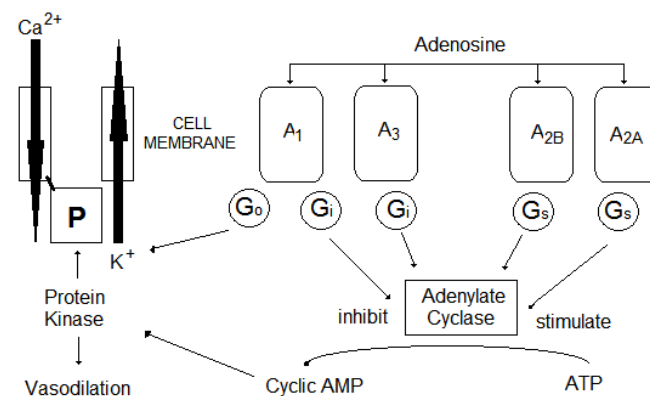 Ca2+
Adenosine
CELL
MEMBRANE
A1
A3
A2B
A2A
P
Go
Gi
Gi
Gs
Gs
K+
Protein
Kinase
inhibit
Adenylate
Cyclase
stimulate
Vasodilation
Cyclic AMP
ATP